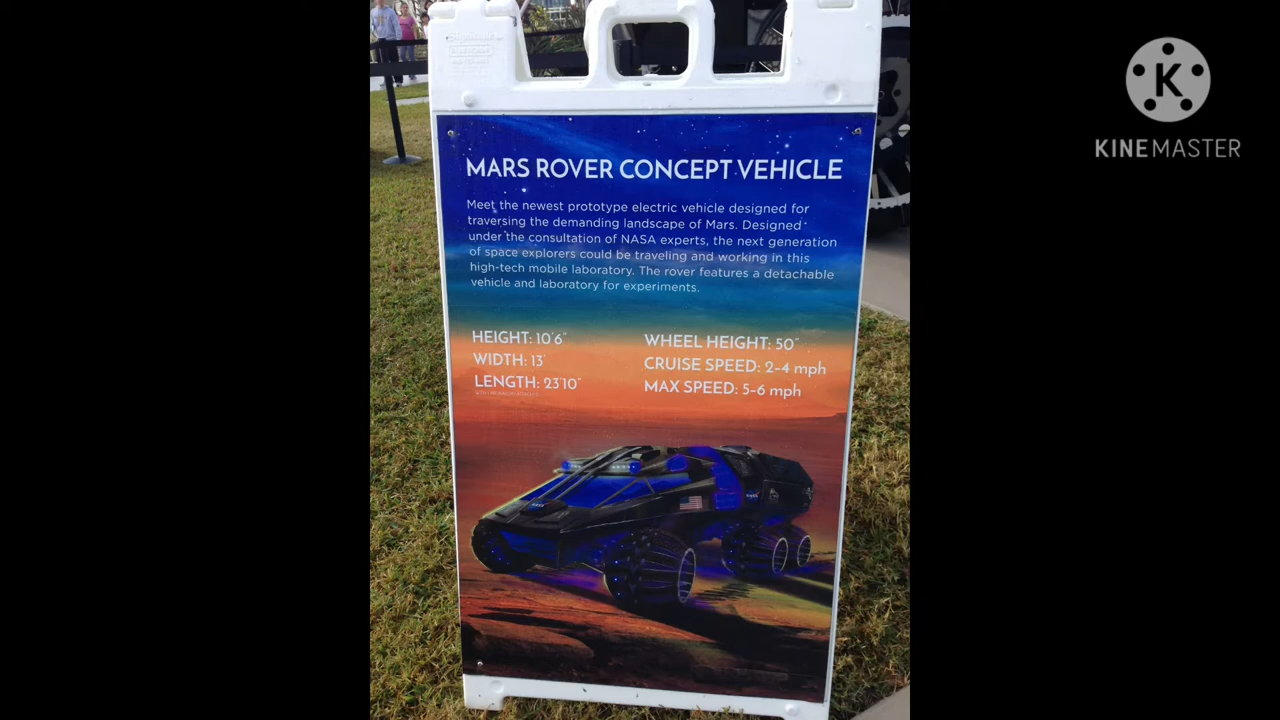 KINEMASTER
MARS ROVER CONCEPT VEHICLE
Meet the newest prototype electric vehicle designed for
traversing the demanding landscape of Mars. Designed
under the consultation of NASA experts, the next generation
of space explorers could be traveling and working in this
high-tech mobile laboratory. The rover features a detachable
vehicle and laboratory for experiments.
HEIGHT: 10'6"
WIDTH: 13'
LENGTH: 23'10"
WHEEL HEIGHT: 50"
CRUISE SPEED: 2-4 mph
MAX SPEED: 5-6 mph